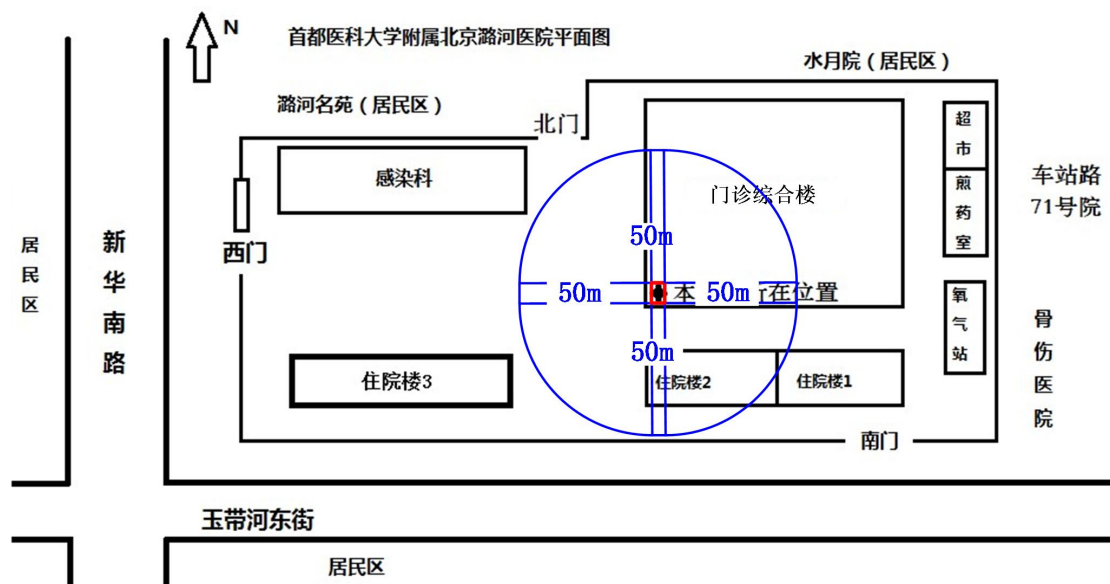 N
首都医科大学附属北京潞河医院平面图
水月院（居民区）
潞河名苑（居民区）
北门
感染科
门诊综合楼
超市
煎药室
车站路
71号院
西门
新华南路
居民区
50m
50m
本
50m
在位置
氧气站
骨伤医院
50m
住院楼3
住院楼2
住院楼1
南门
玉带河东街
居民区